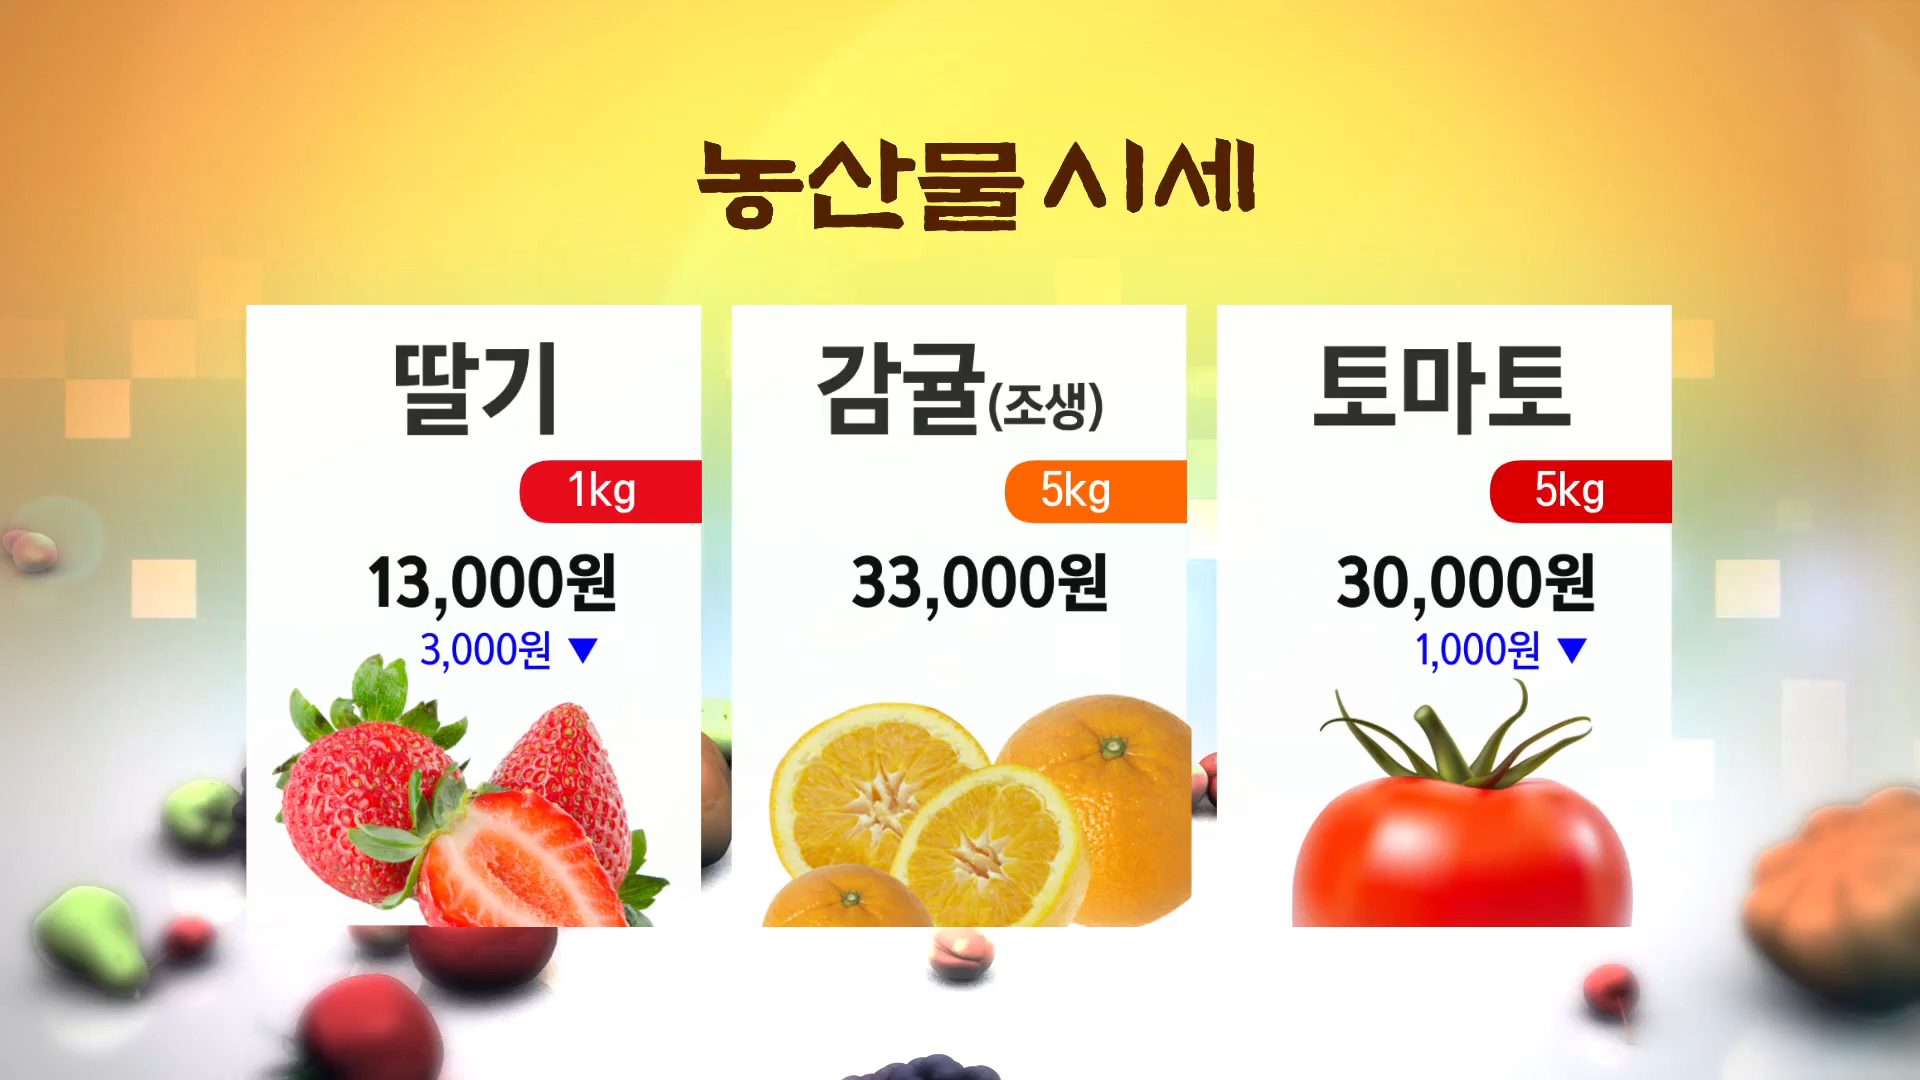 농산물 시세
딸기
1kg
13,000원
3,000원 ▼
감귤(조생)
5kg
33,000원
토마토
5kg
30,000원
1,000원 ▼